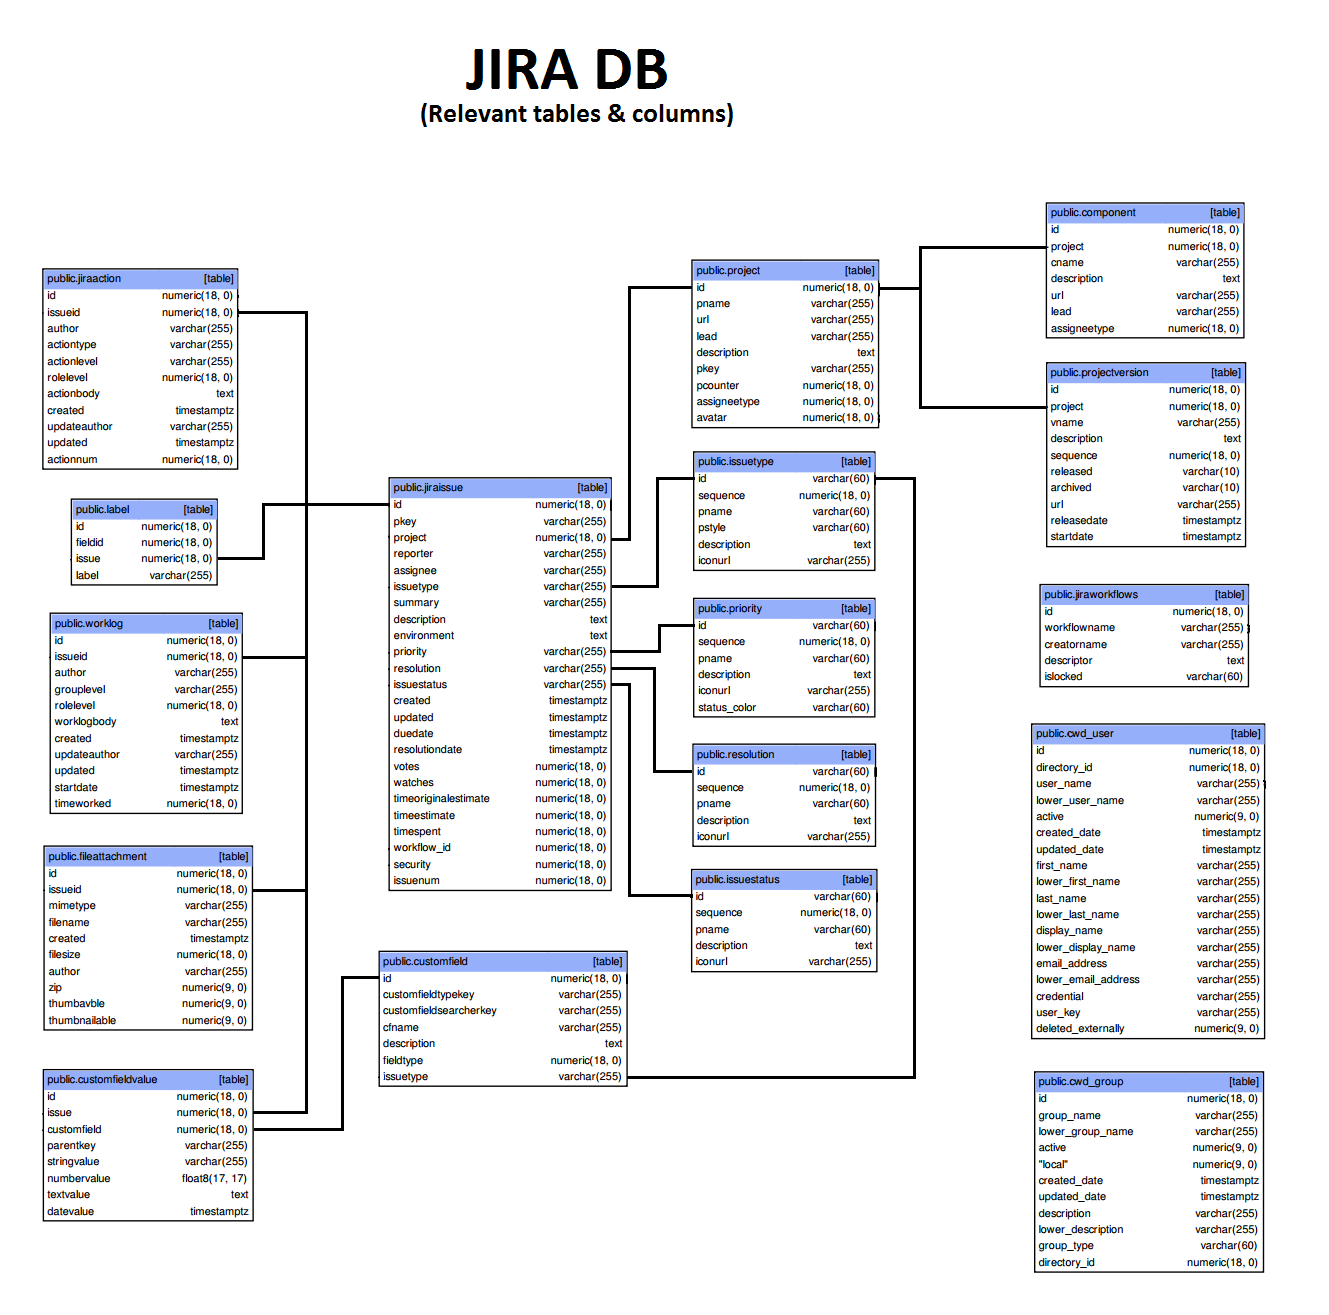 JIRA DB
(Relevant tables & columns)
public.jiraaction [table]
id numeric(18, 0)
issueid numeric(18, 0)
author varchar(255)
actiontype varchar(255)
actionlevel varchar(255)
rolelevel numeric(18, 0)
actionbody text
created timestamptz
updateauthor varchar(255)
updated timestamptz
actionnum numeric(18, 0)
public.label [table]
id numeric(18, 0)
fieldid numeric(18, 0)
issue numeric(18, 0)
label varchar(255)
public.worklog [table]
id numeric(18, 0)
issueid numeric(18, 0)
author varchar(255)
grouplevel varchar(255)
rolelevel numeric(18, 0)
worklogbody text
created timestamptz
updateauthor varchar(255)
updated timestamptz
startdate timestamptz
timeworked numeric(18, 0)
public.fileattachment [table]
id numeric(18, 0)
issueid numeric(18, 0)
mimetype varchar(255)
filename varchar(255)
created timestamptz
filesize numeric(18, 0)
author varchar(255)
zip numeric(9, 0)
thumbavble numeric(9, 0)
thumbnailable numeric(9, 0)
public.customfieldvalue [table]
id numeric(18, 0)
issue numeric(18, 0)
customfield numeric(18, 0)
parentkey varchar(255)
stringvalue varchar(255)
numbervalue float8(17, 17)
textvalue text
datevalue timestamptz
public.jiraissue [table]
id numeric(18, 0)
pkey varchar(255)
project numeric(18, 0)
reporter varchar(255)
assignee varchar(255)
issuetype varchar(255)
summary varchar(255)
description text
environment text
priority varchar(255)
resolution varchar(255)
issuestatus varchar(255)
created timestamptz
updated timestamptz
duedate timestamptz
resolutiondate timestamptz
votes numeric(18, 0)
watches numeric(18, 0)
timeoriginalestimate numeric(18, 0)
timeestimate numeric(18, 0)
timespent numeric(18, 0)
workflow_id numeric(18, 0)
security numeric(18, 0)
issuenum numeric(18, 0)
public.customfield [table]
id numeric(18, 0)
customfieldtypekey varchar(255)
customfieldsearcherkey varchar(255)
cfname varchar(255)
description text
fieldtype numeric(18, 0)
issuetype varchar(255)
public.project [table]
id numeric(18, 0)
pname varchar(255)
url varchar(255)
lead varchar(255)
description text
pkey varchar(255)
pcounter numeric(18, 0)
assigneetype numeric(18, 0)
avatar numeric(18, 0)
public.issuetype [table]
id varchar(60)
sequence numeric(18, 0)
pname varchar(60)
pstyle varchar(60)
description text
iconurl varchar(255)
public.priority [table]
id varchar(60)
sequence numeric(18, 0)
pname varchar(60)
description text
iconurl varchar(255)
status_color varchar(60)
public.resolution [table]
id varchar(60)
sequence numeric(18, 0)
pname varchar(60)
description text
iconurl varchar(255)
public.issuestatus [table]
id varchar(60)
sequence numeric(18, 0)
pname varchar(60)
description text
iconurl varchar(255)
public.component [table]
id numeric(18, 0)
project numeric(18, 0)
cname varchar(255)
description text
url varchar(255)
lead varchar(255)
assigneetype numeric(18, 0)
public.projectversion [table]
id numeric(18, 0)
project numeric(18, 0)
vname varchar(255)
description text
sequence numeric(18, 0)
released varchar(10)
archived varchar(10)
url varchar(255)
releasedate timestamptz
startdate timestamptz
public.jiraworkflows [table]
id numeric(18, 0)
workflowname varchar(255)
creatorname varchar(255)
descriptor text
islocked varchar(60)
public.cwd_user [table]
id numeric(18, 0)
directory_id numeric(18, 0)
user_name varchar(255)
lower_user_name varchar(255)
active numeric(9, 0)
created_date timestamptz
updated_date timestamptz
first_name varchar(255)
lower_first_name varchar(255)
last_name varchar(255)
lower_last_name varchar(255)
display_name varchar(255)
lower_display_name varchar(255)
email_address varchar(255)
lower_email_address varchar(255)
credential varchar(255)
user_key varchar(255)
deleted_externally numeric(9, 0)
public.cwd_group [table]
id numeric(18, 0)
group_name varchar(255)
lower_group_name varchar(255)
active numeric(9, 0)
"local" numeric(9, 0)
created_date timestamptz
updated_date timestamptz
description varchar(255)
lower_description varchar(255)
group_type varchar(60)
directory_id numeric(18, 0)